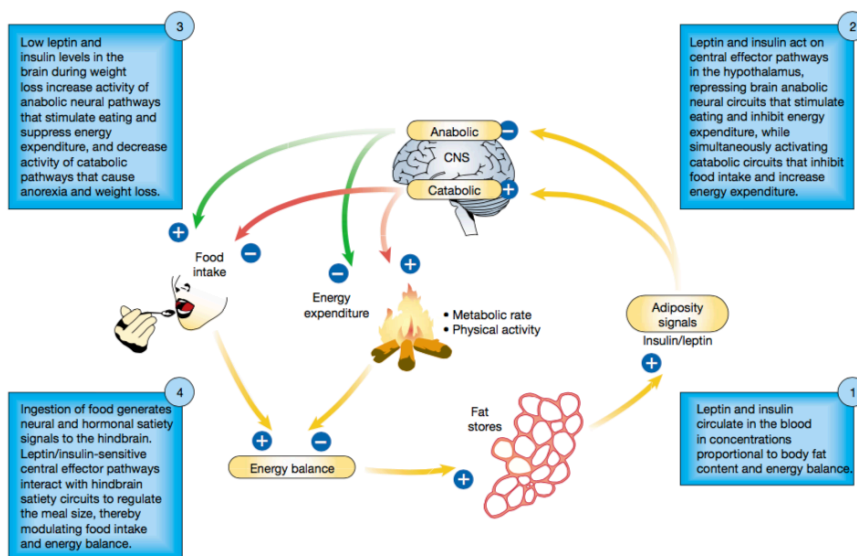 3
Low leptin and
insulin levels in the
brain during weight
loss increase activity of
anabolic neural pathways
that stimulate eating and
suppress energy
expenditure, and decrease
activity of catabolic
pathways that cause
anorexia and weight loss.
2
Leptin and insulin act on
central effector pathways
in the hypothalamus,
repressing brain anabolic
neural circuits that stimulate
eating and inhibit energy
expenditure, while
simultaneously activating
catabolic circuits that inhibit
food intake and increase
energy expenditure.
Anabolic
−
CNS
Catabolic
+
+
Food
intake
−
−
Energy
expenditure
+
• Metabolic rate
• Physical activity
Adiposity
signals
Insulin/leptin
+
4
Ingestion of food generates
neural and hormonal satiety
signals to the hindbrain.
Leptin/insulin-sensitive
central effector pathways
interact with hindbrain
satiety circuits to regulate
the meal size, thereby
modulating food intake
and energy balance.
+
−
Energy balance
+
Fat
stores
1
Leptin and insulin
circulate in the blood
in concentrations
proportional to body fat
content and energy balance.